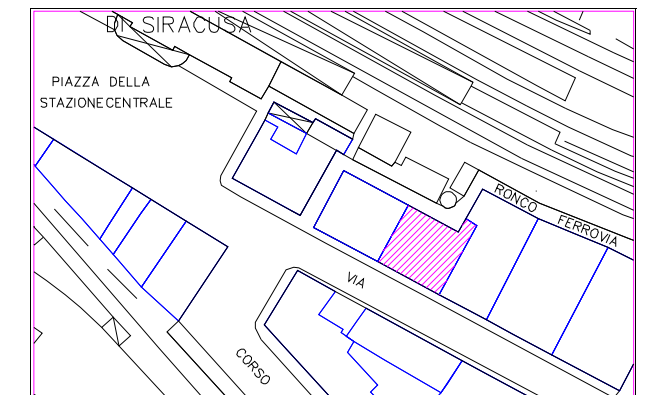 DI SIRACUSA
PIAZZA DELLA
STAZIONE CENTRALE
RONCO FERROVIA
VIA
CORSO